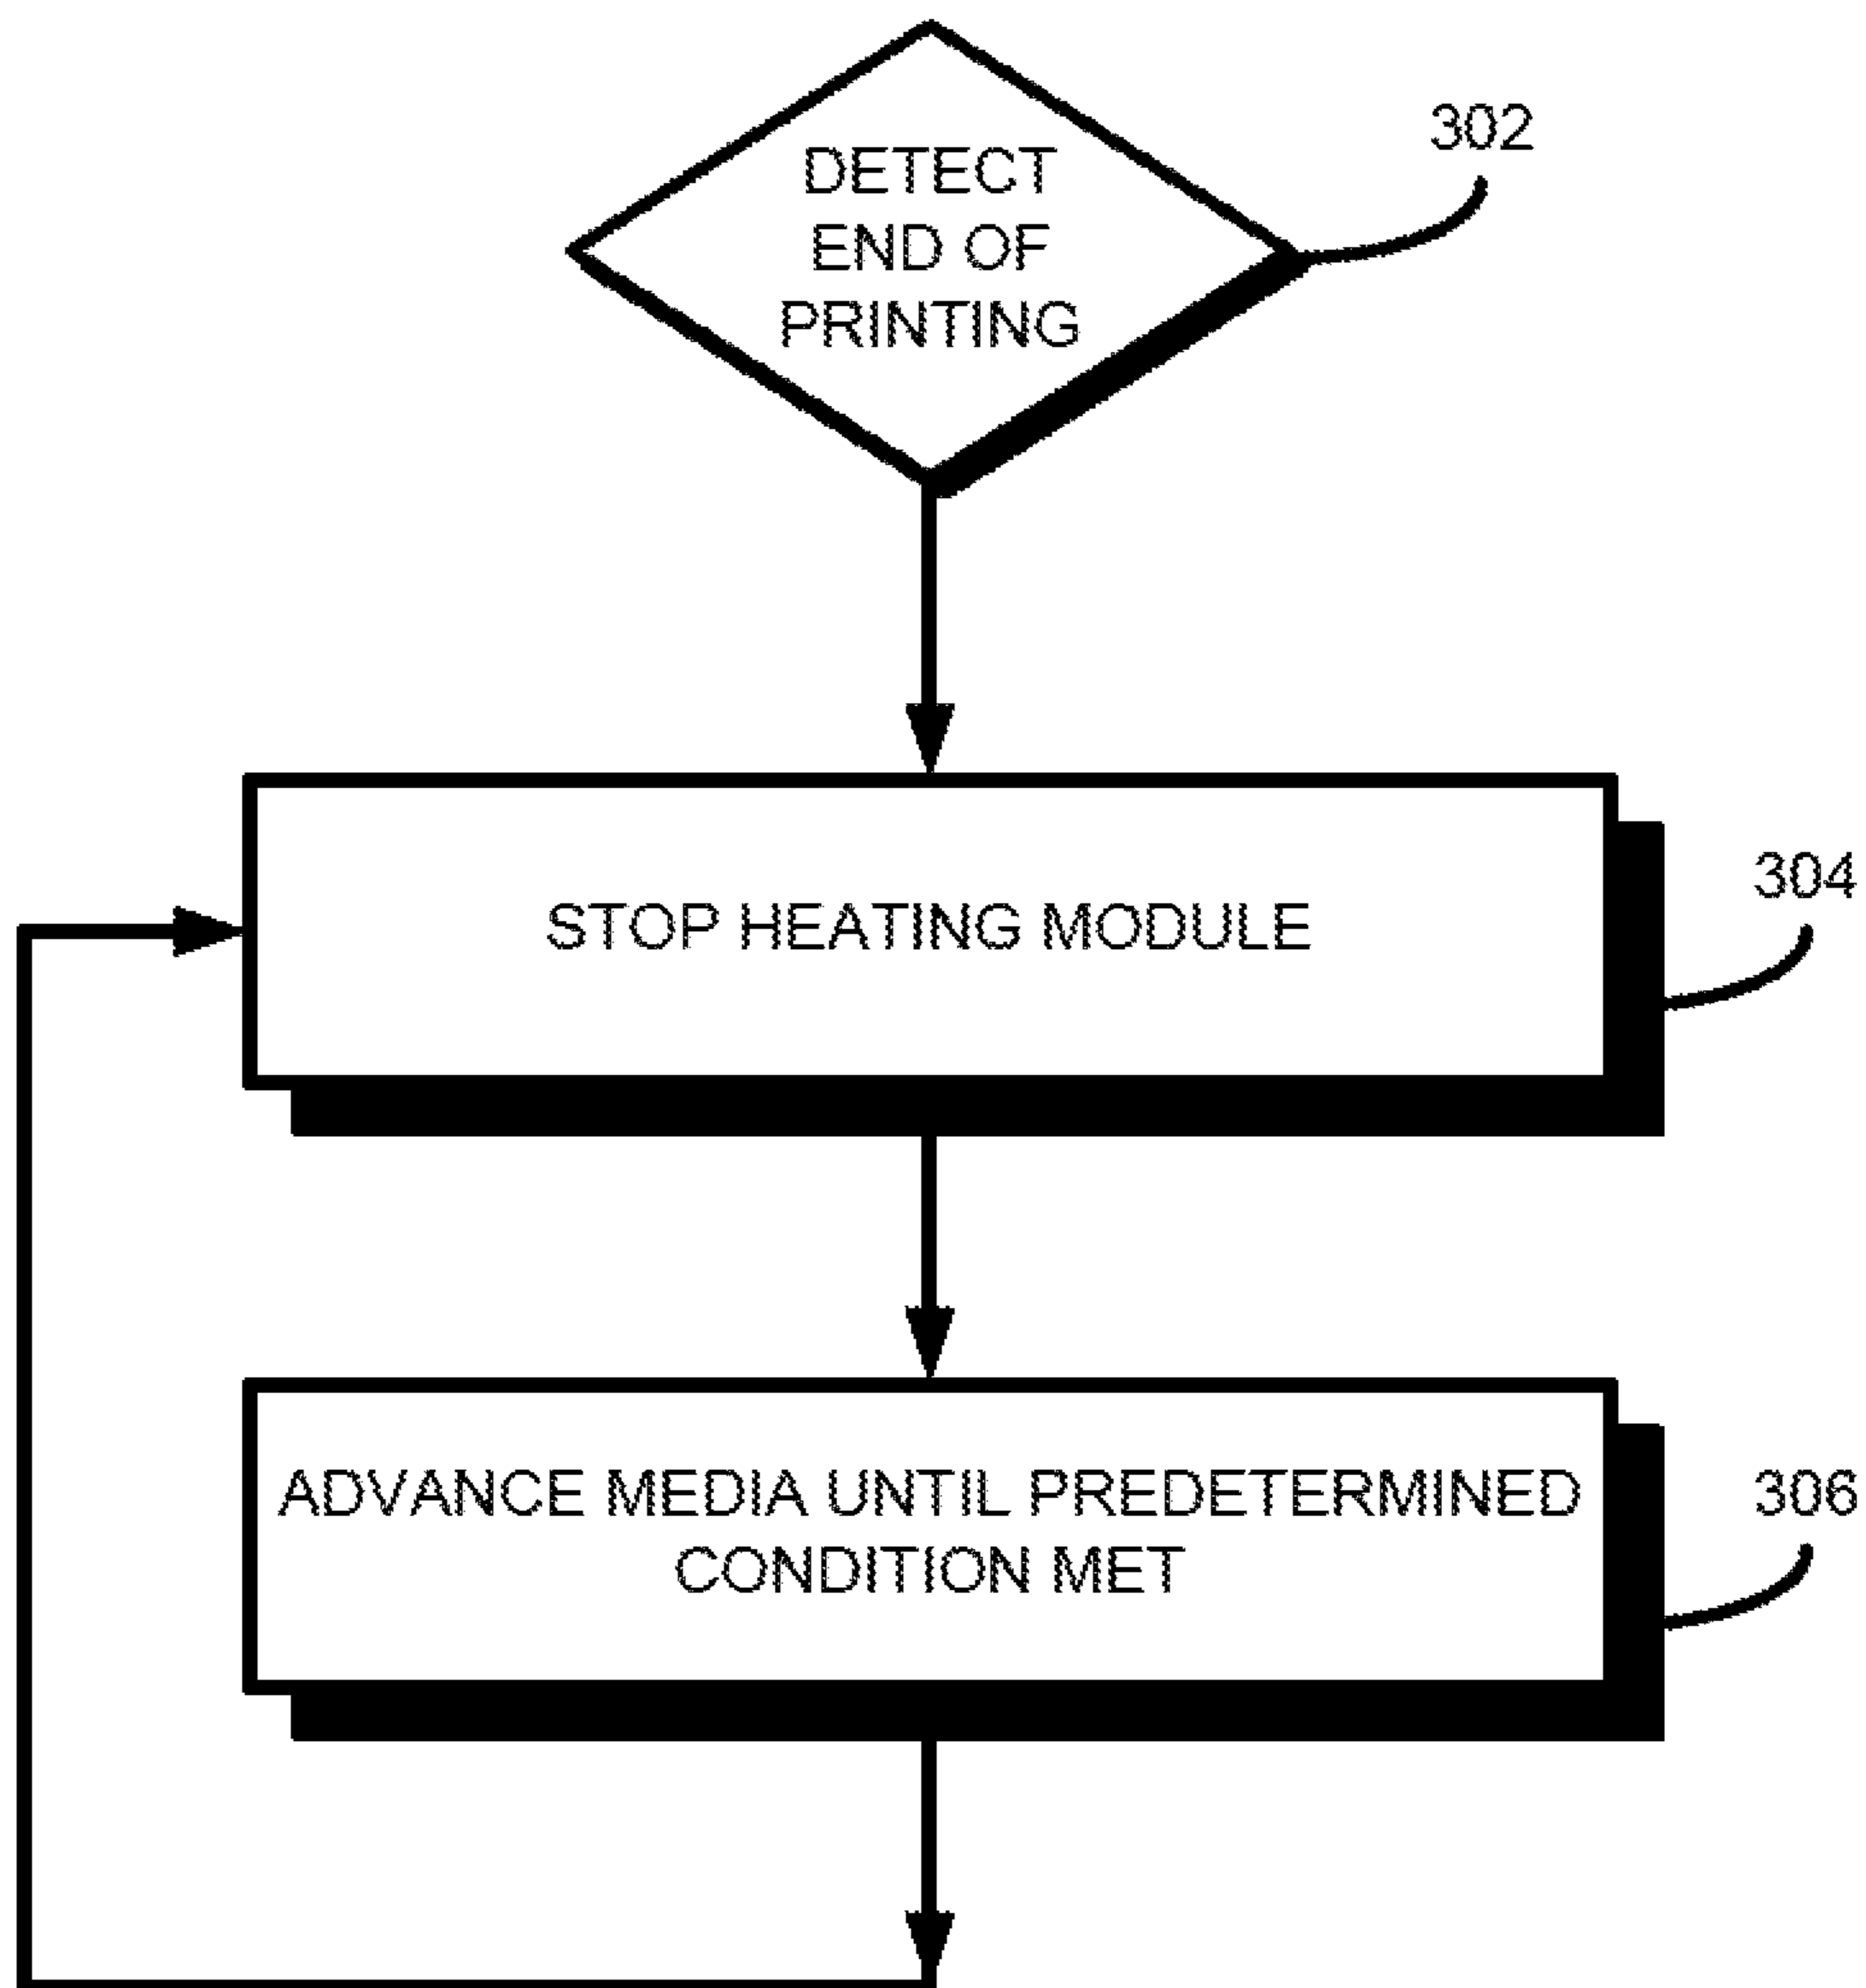 DETECT
END OF
PRINTING
302
STOP HEATING MODULE
304
ADVANCE MEDIA UNTIL PREDETERMINED
CONDITION MET
306